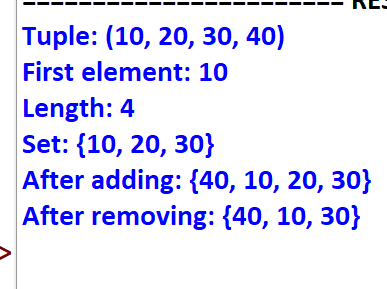 ==================== RES
Tuple: (10, 20, 30, 40)
First element: 10
Length: 4
Set: {10, 20, 30}
After adding: {40, 10, 20, 30}
After removing: {40, 10, 30}
>